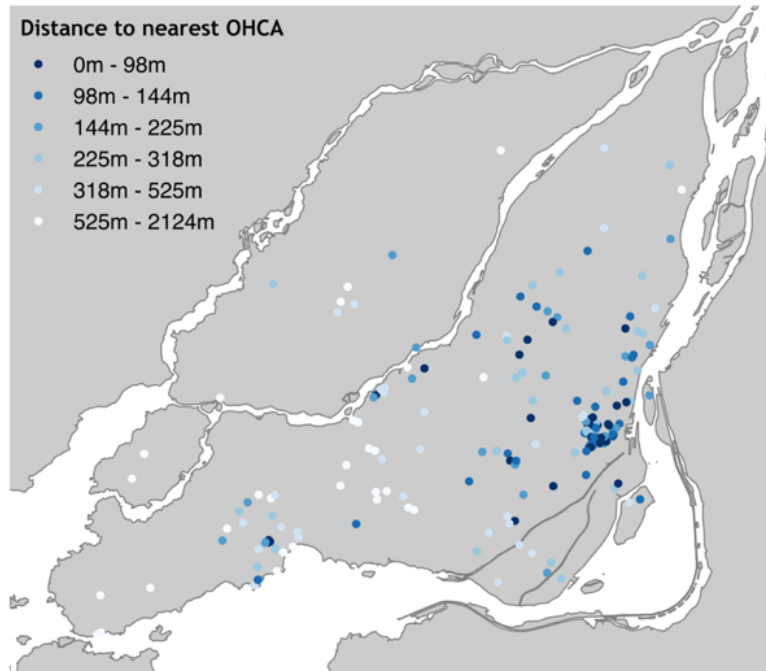 Distance to nearest OHCA
0m - 98m
98m - 144m
144m - 225m
225m - 318m
318m - 525m
525m - 2124m